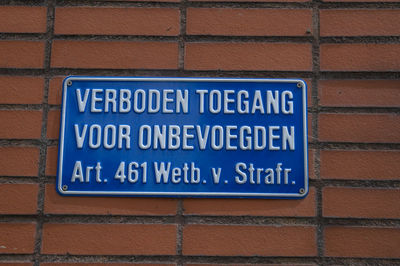 VERBODEN TOEGANG
VOOR ONBEVOEGDEN
Art. 461 Wetb. v. Strafr.